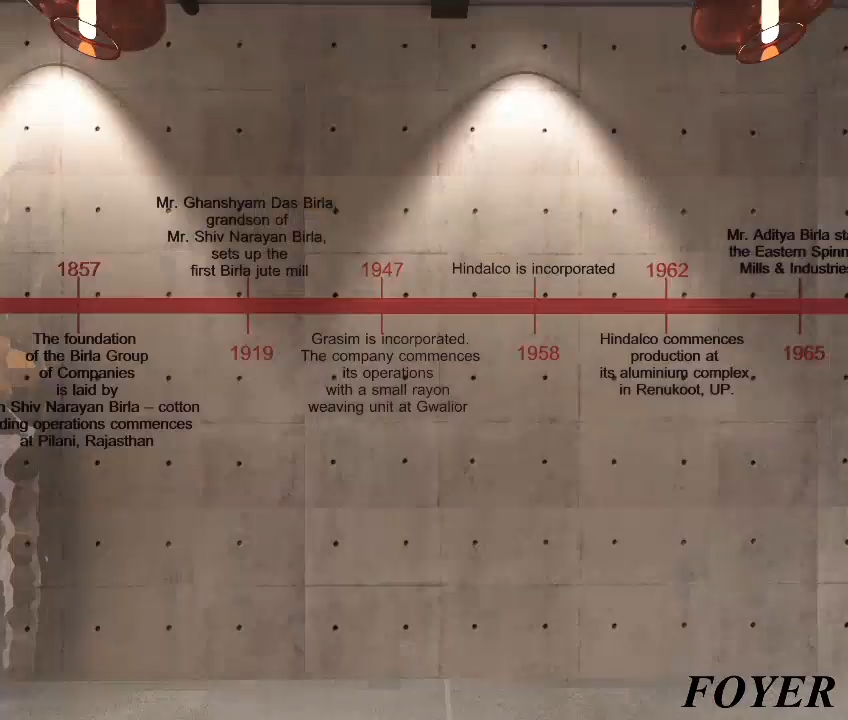 1857
The foundation
of the Birla Group
of Companies
is laid by
Shiv Narayan Birla – cotton
operations commences
at Pilani, Rajasthan
Mr. Ghanshyam Das Birla,
grandson of
Mr. Shiv Narayan Birla,
sets up the
first Birla jute mill
1919
1947
Grasim is incorporated.
The company commences
its operations
with a small rayon
weaving unit at Gwalior
Hindalco is incorporated
1958
1962
Hindalco commences
production at
its aluminium complex,
in Renukoot, UP.
Mr. Aditya Birla
the Eastern
Mills &
1965
FOYER